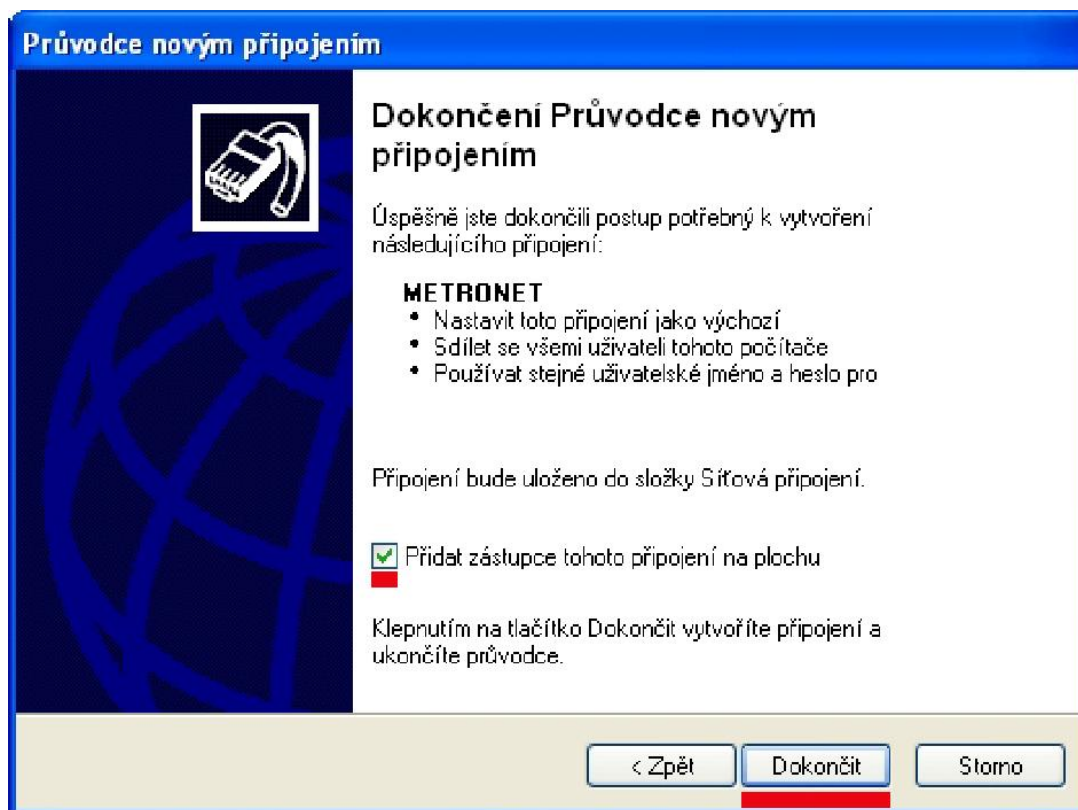 Průvodce novým připojením
Dokončení Průvodce novým
připojením
Úspěšně jste dokončili postup potřebný k vytvoření
následujícího připojení:
METRONET
• Nastavit toto připojení jako výchozí
• Sdílet se všemi uživateli tohoto počítače
• Používat stejné uživatelské jméno a heslo pro
Připojení bude uloženo do složky Síťová připojení.
Přidat zástupce tohoto připojení na plochu
Klepnutím na tlačítko Dokončit vytvoříte připojení a
ukončíte průvodce.
< Zpět Dokončit Storno